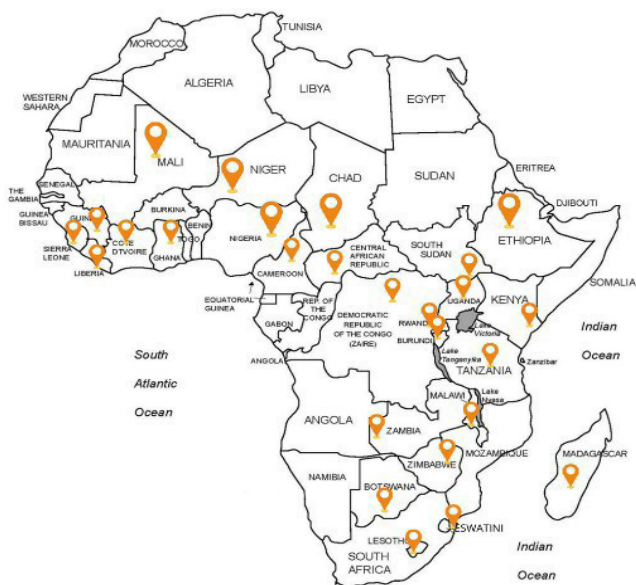 TUNISIA
MOROCCO
ALGERIA
LIBYA
EGYPT
WESTERN
SAHARA
MAURITANIA
MALI
NIGER
CHAD
SUDAN
ERITREA
DJIBOUTI
THE
GAMBIA
SENEGAL
GUINEA
BISSAU
BURKINA
BENIN
SIERRA
LEONE
LIBERIA
GHANA
TOGO
NIGERIA
CAMEROON
CENTRAL
AFRICAN
REPUBLIC
SOUTH
SUDAN
ETHIOPIA
SOMALIA
EQUATORIAL
GUINEA
GABON
REP. OF
THE
CONGO
DEMOCRATIC
REPUBLIC
OF THE CONGO
(ZAIRE)
UGANDA
KENYA
BURUNDI
Lake
Victoria
Lake
Tanganyika
TANZANIA
Zanzibar
Indian
Ocean
South
Atlantic
Ocean
ANGOLA
ANGOLA
ZAMBIA
MALAWI
Lake
Nyasa
MOZAMBIQUE
ZIMBABWE
MADAGASCAR
NAMIBIA
BOTSWANA
ESWATINI
LESOTHO
SOUTH
AFRICA
Indian
Ocean